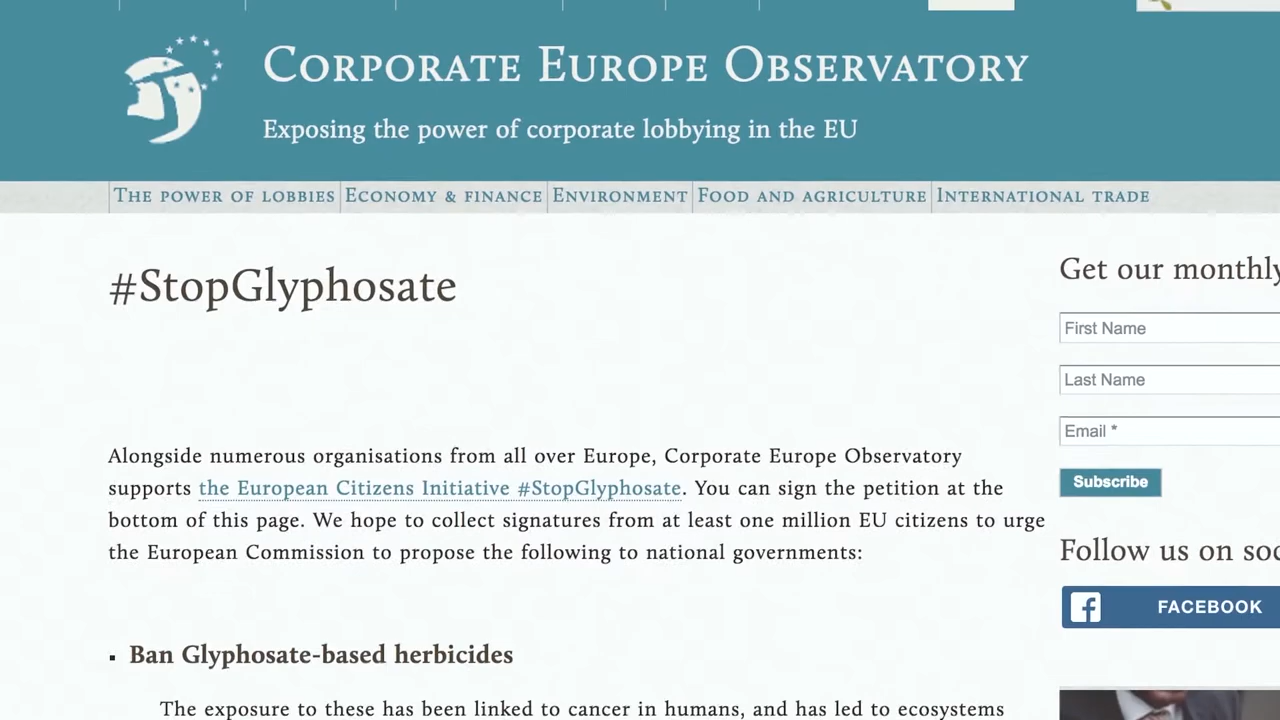 Corporate Europe Observatory
Exposing the power of corporate lobbying in the EU
The power of lobbies
Economy & finance
Environment
Food and agriculture
International trade
#StopGlyphosate
Alongside numerous organisations from all over Europe, Corporate Europe Observatory
supports the European Citizens Initiative #StopGlyphosate. You can sign the petition at the
bottom of this page. We hope to collect signatures from at least one million EU citizens to urge
the European Commission to propose the following to national governments:
▪ Ban Glyphosate-based herbicides
The exposure to these has been linked to cancer in humans, and has led to ecosystems
Get our monthly
First Name
Last Name
Email *
Subscribe
Follow us on soc
FACEBOOK